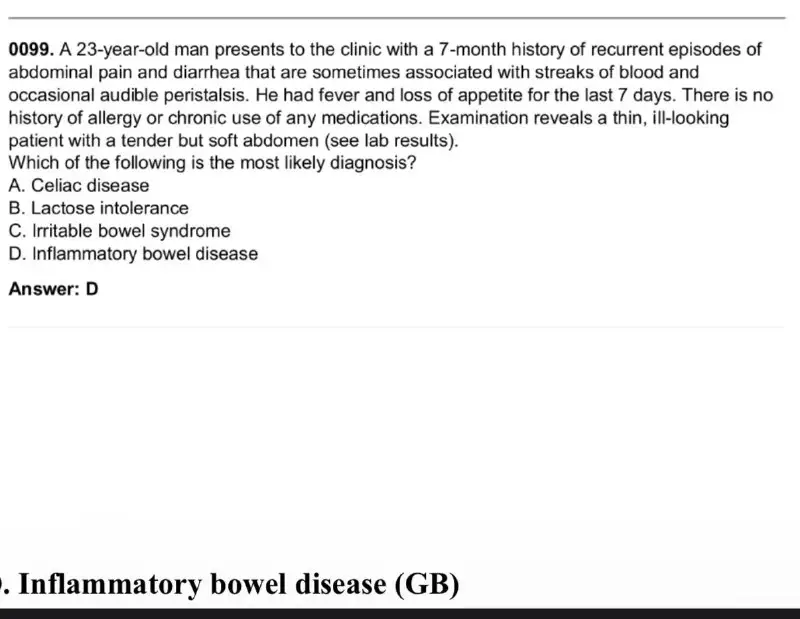 0099. A 23-year-old man presents to the clinic with a 7-month history of recurrent episodes of
abdominal pain and diarrhea that are sometimes associated with streaks of blood and
occasional audible peristalsis. He had fever and loss of appetite for the last 7 days. There is no
history of allergy or chronic use of any medications. Examination reveals a thin, ill-looking
patient with a tender but soft abdomen (see lab results).
Which of the following is the most likely diagnosis?
A. Celiac disease
B. Lactose intolerance
C. Irritable bowel syndrome
D. Inflammatory bowel disease
Answer: D
. Inflammatory bowel disease (GB)